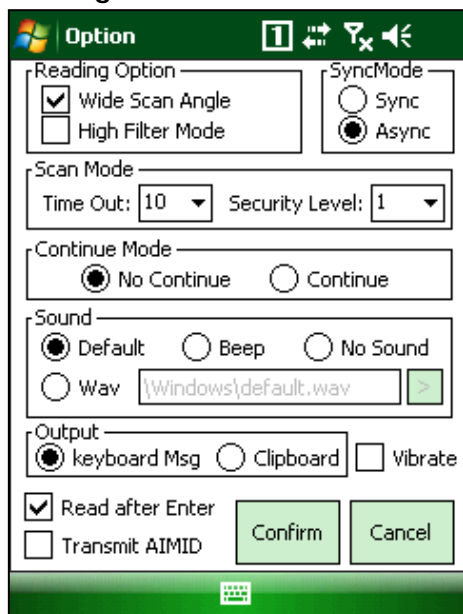 Option 1
Reading Option
SyncMode
Wide Scan Angle
Sync
High Filter Mode
Async
Scan Mode
Time Out: 10 Security Level: 1
Continue Mode
No Continue Continue
Sound
Default Beep No Sound
Wav \Windows\default.wav >
Output
keyboard Msg Clipboard Vibrate
Read after Enter
Transmit AIMID
Confirm Cancel